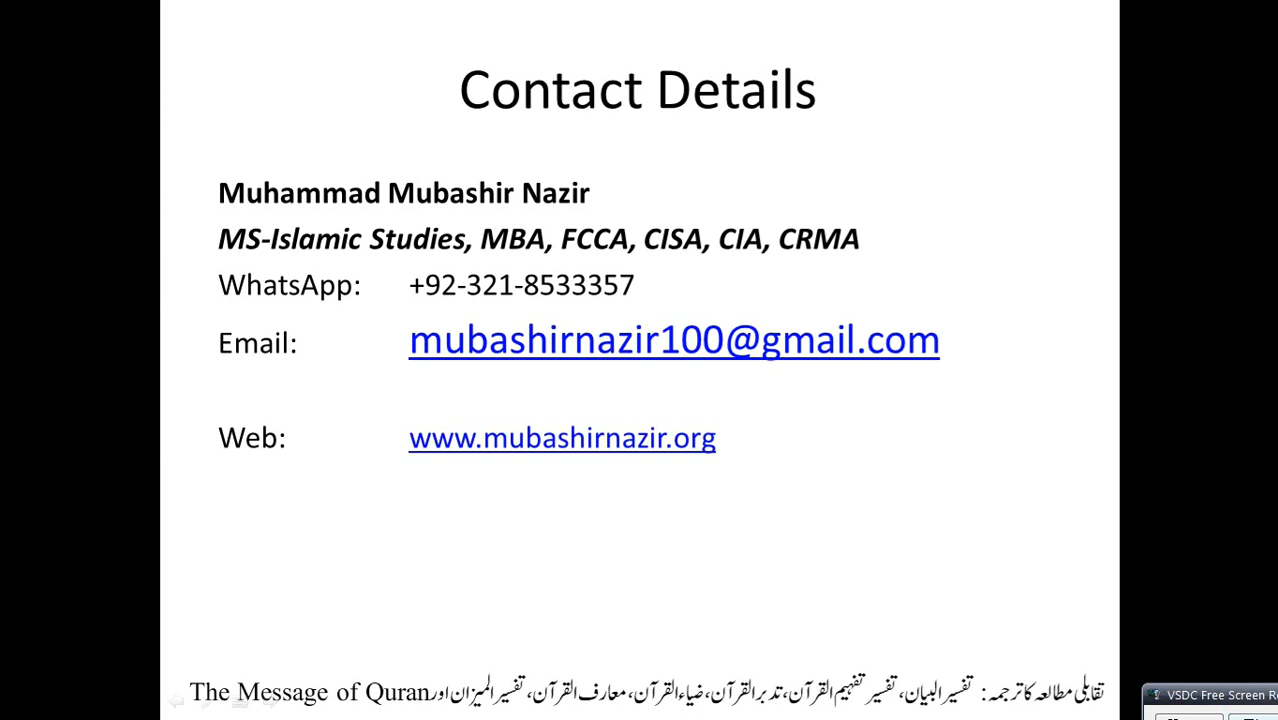 Contact Details
Muhammad Mubashir Nazir
MS-Islamic Studies, MBA, FCCA, CISA, CIA, CRMA
WhatsApp: +92-321-8533357
Email: mubashirnazir100@gmail.com
Web: www.mubashirnazir.org
تقابلی مطالعہ کا ترجمہ: تفسیر البیان، تفسیر تفہیم القرآن، تدبر القرآن، ضیاء القرآن، معارف القرآن، تفسیر المیزان اور The Message of Quran
VSDC Free Screen Re